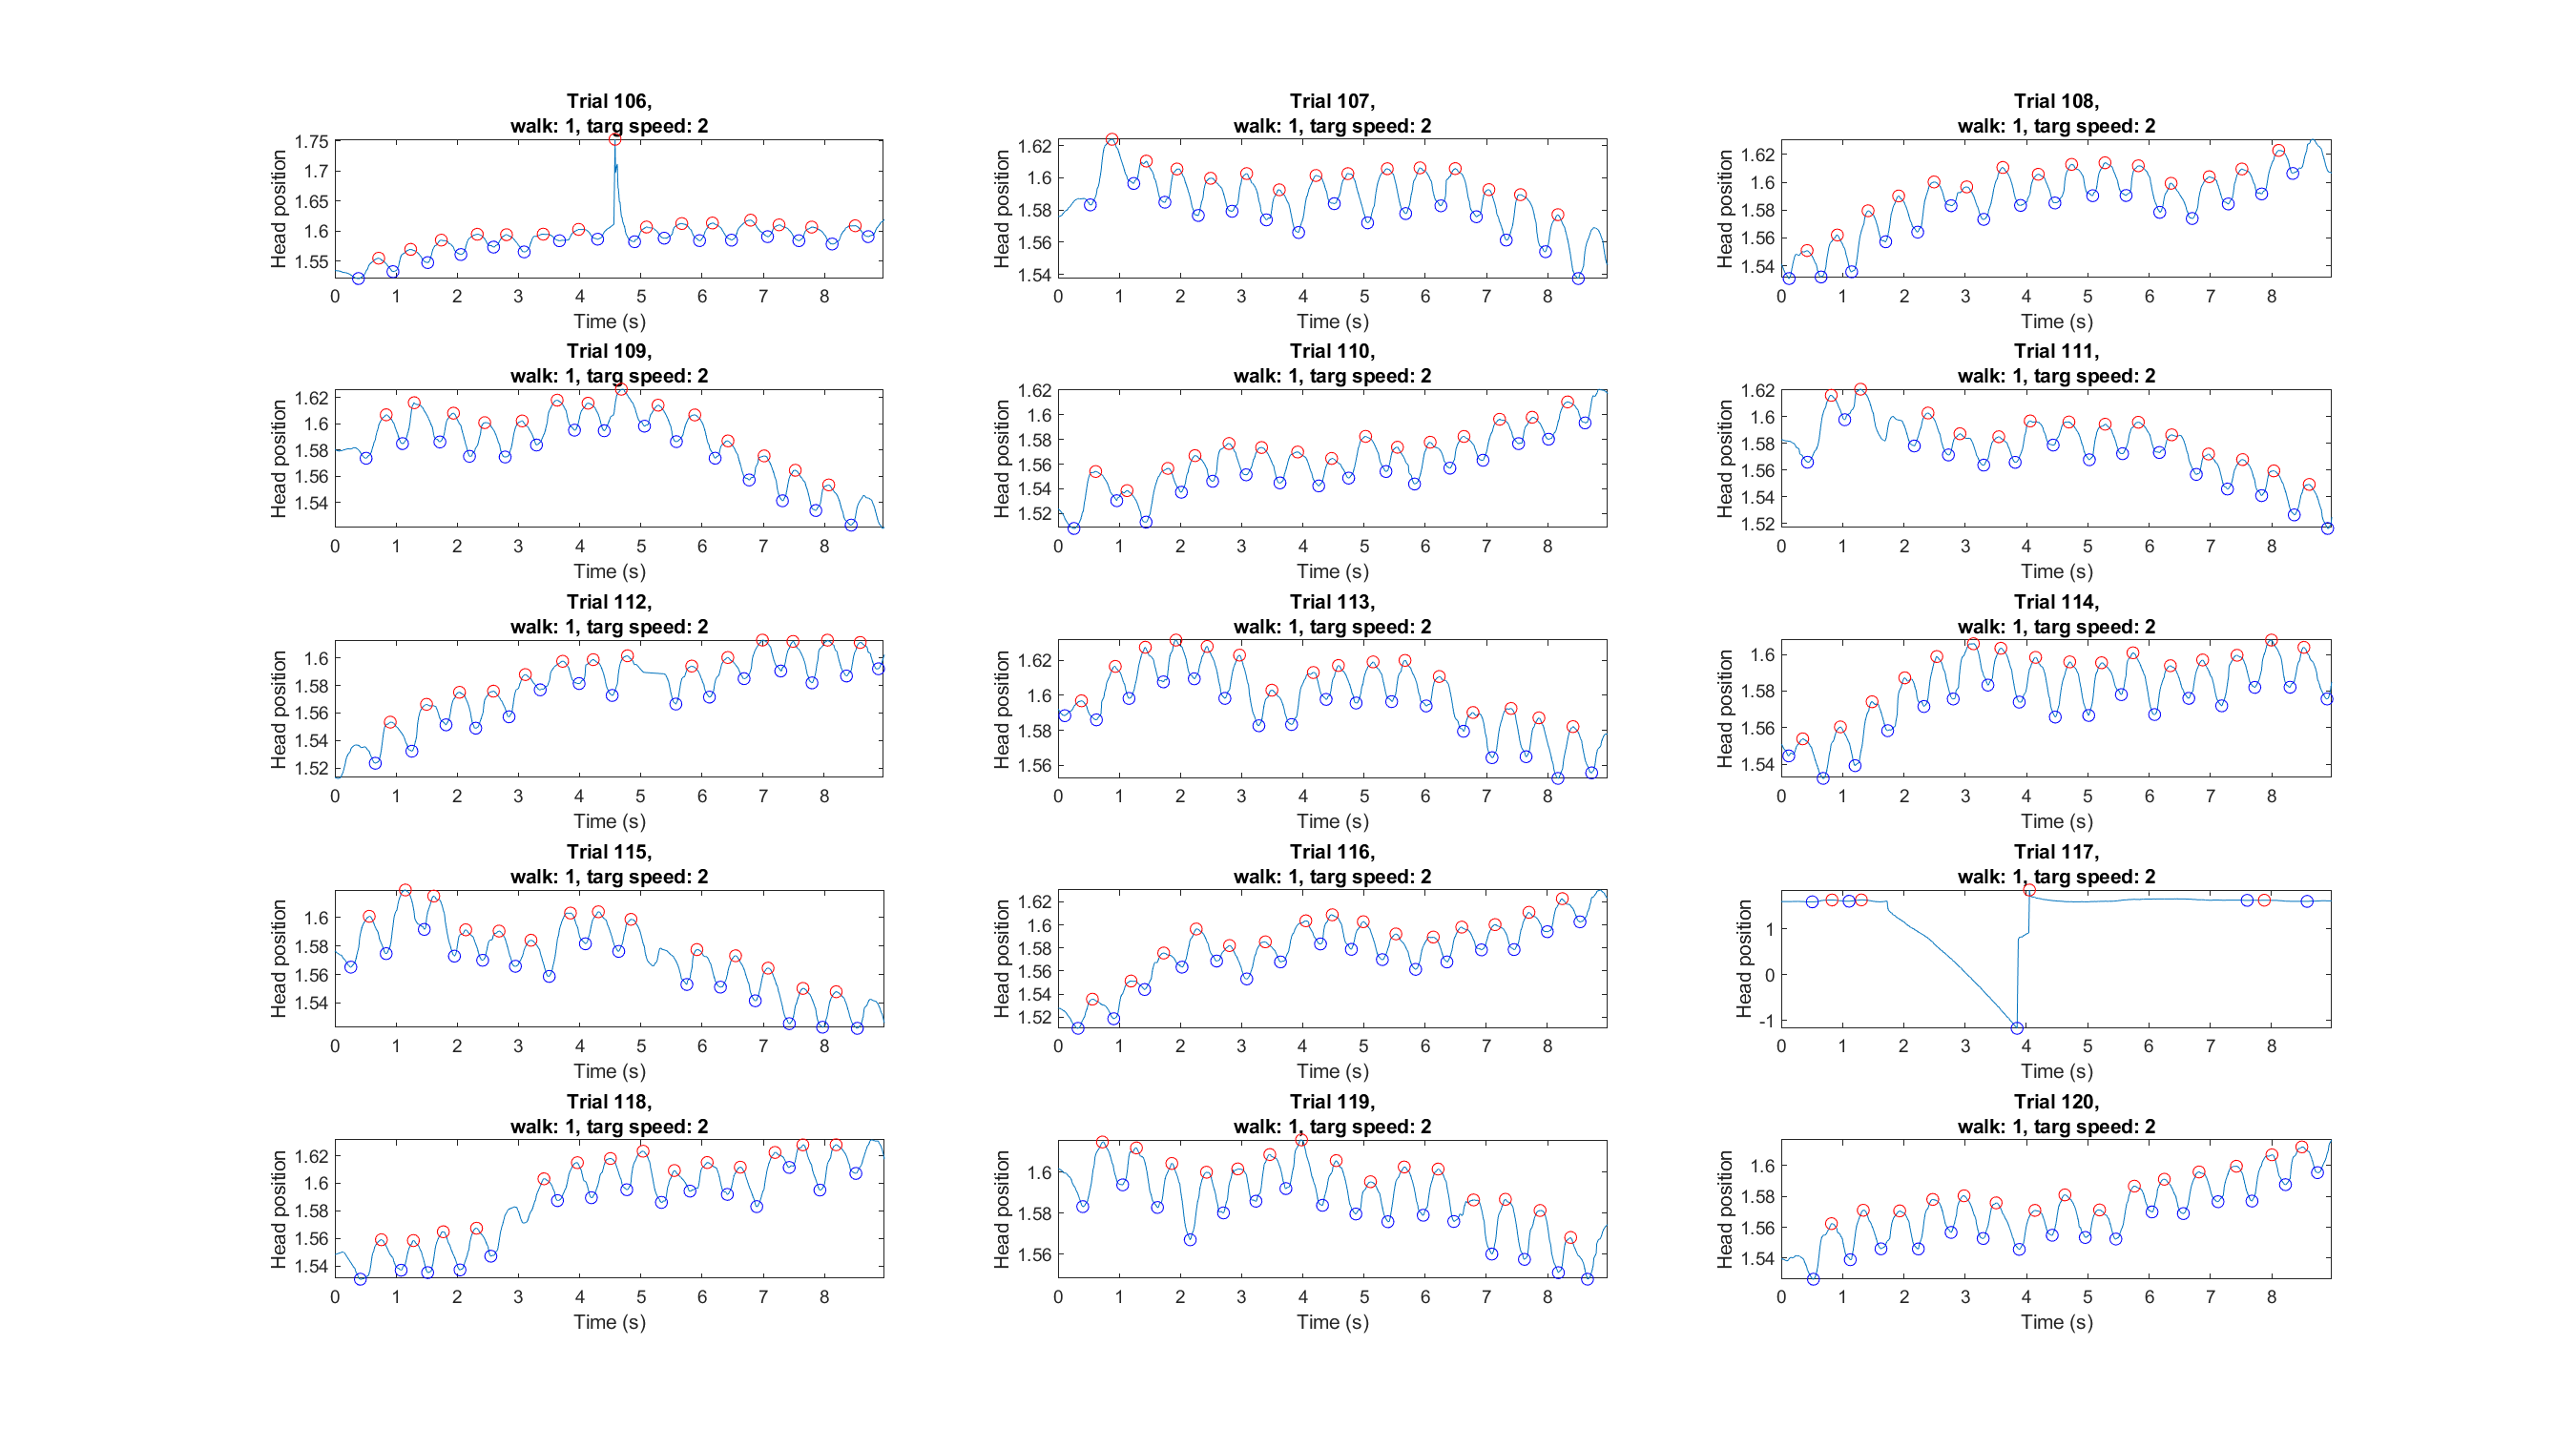 Trial 106,
walk: 1, targ speed: 2
1.75
1.7
1.65
1.6
1.55
Head position
0 1 2 3 4 5 6 7 8
Time (s)
Trial 107,
walk: 1, targ speed: 2
1.62
1.6
1.58
1.56
1.54
Head position
0 1 2 3 4 5 6 7 8
Time (s)
Trial 108,
walk: 1, targ speed: 2
1.62
1.6
1.58
1.56
1.54
Head position
0 1 2 3 4 5 6 7 8
Time (s)
Trial 109,
walk: 1, targ speed: 2
1.62
1.6
1.58
1.56
1.54
Head position
0 1 2 3 4 5 6 7 8
Time (s)
Trial 110,
walk: 1, targ speed: 2
1.62
1.6
1.58
1.56
1.54
1.52
Head position
0 1 2 3 4 5 6 7 8
Time (s)
Trial 111,
walk: 1, targ speed: 2
1.62
1.6
1.58
1.56
1.54
1.52
Head position
0 1 2 3 4 5 6 7 8
Time (s)
Trial 112,
walk: 1, targ speed: 2
1.6
1.58
1.56
1.54
1.52
Head position
0 1 2 3 4 5 6 7 8
Time (s)
Trial 113,
walk: 1, targ speed: 2
1.62
1.6
1.58
1.56
Head position
0 1 2 3 4 5 6 7 8
Time (s)
Trial 114,
walk: 1, targ speed: 2
1.6
1.58
1.56
1.54
Head position
0 1 2 3 4 5 6 7 8
Time (s)
Trial 115,
walk: 1, targ speed: 2
1.6
1.58
1.56
1.54
Head position
0 1 2 3 4 5 6 7 8
Time (s)
Trial 116,
walk: 1, targ speed: 2
1.62
1.6
1.58
1.56
1.54
1.52
Head position
0 1 2 3 4 5 6 7 8
Time (s)
Trial 117,
walk: 1, targ speed: 2
1
0
-1
Head position
0 1 2 3 4 5 6 7 8
Time (s)
Trial 118,
walk: 1, targ speed: 2
1.62
1.6
1.58
1.56
1.54
Head position
0 1 2 3 4 5 6 7 8
Time (s)
Trial 119,
walk: 1, targ speed: 2
1.6
1.58
1.56
Head position
0 1 2 3 4 5 6 7 8
Time (s)
Trial 120,
walk: 1, targ speed: 2
1.6
1.58
1.56
1.54
Head position
0 1 2 3 4 5 6 7 8
Time (s)